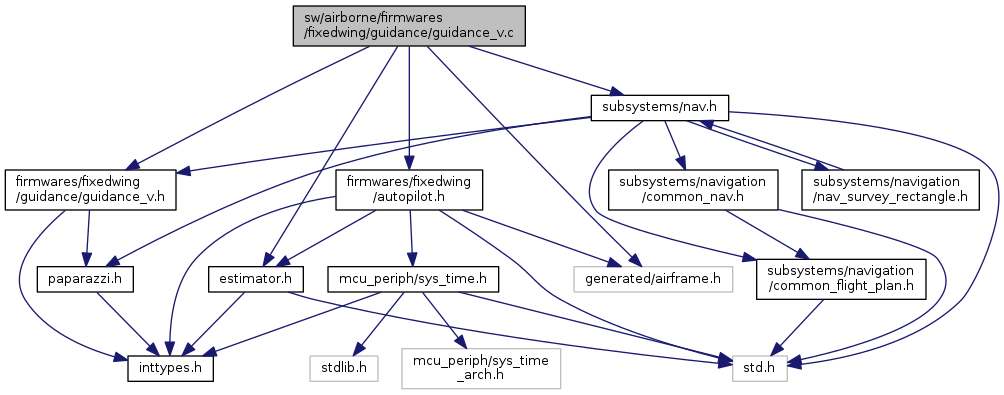 sw/airborne/firmwares
/fixedwing/guidance/guidance_v.c
subsystems/nav.h
firmwares/fixedwing
/guidance/guidance_v.h
firmwares/fixedwing
/autopilot.h
subsystems/navigation
/common_nav.h
subsystems/navigation
/nav_survey_rectangle.h
paparazzi.h
estimator.h
mcu_periph/sys_time.h
generated/airframe.h
subsystems/navigation
/common_flight_plan.h
inttypes.h
stdlib.h
mcu_periph/sys_time
_arch.h
std.h